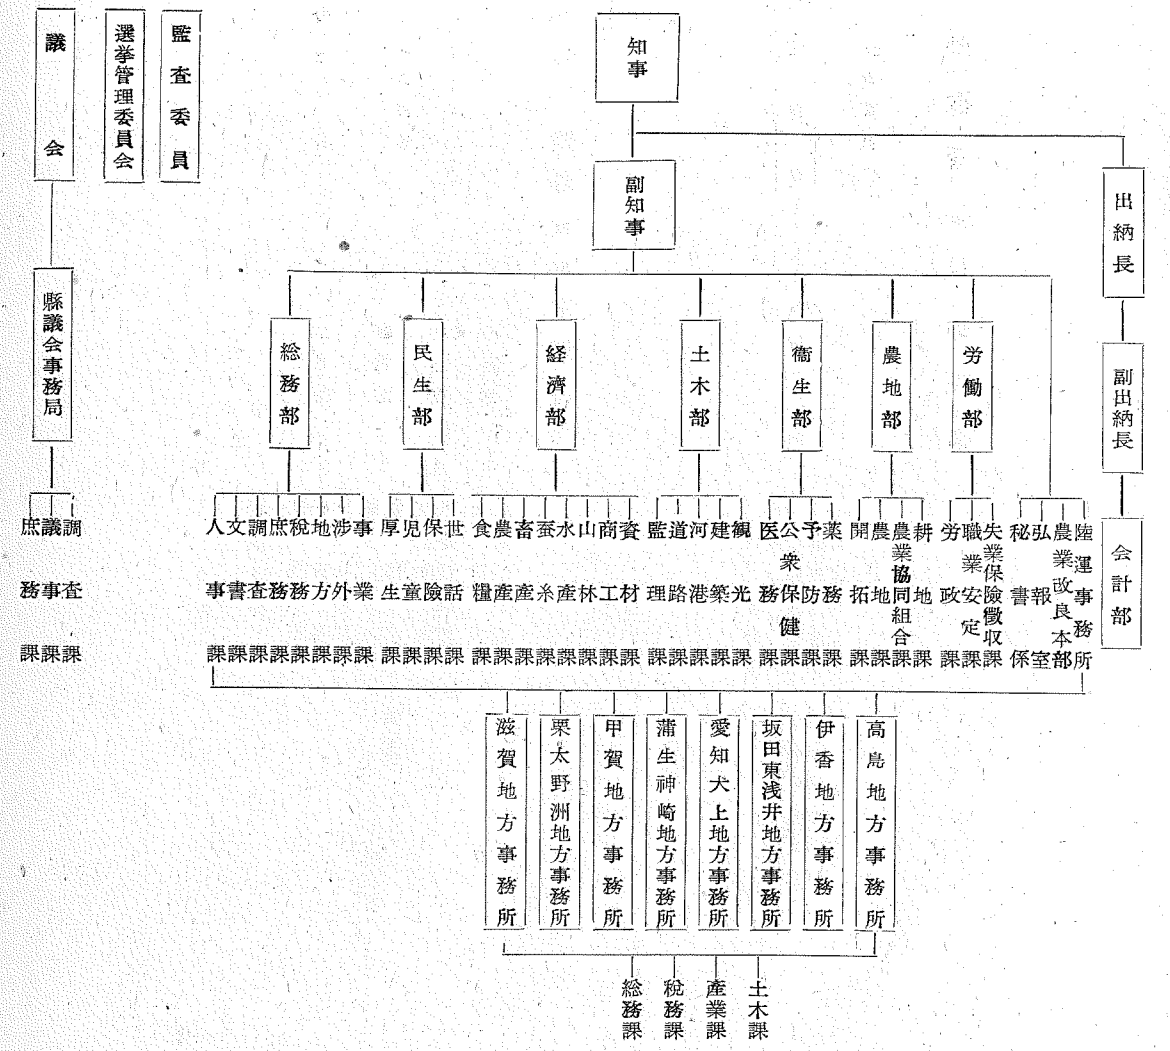 知事
副知事
出納長
副出納長
会計部
労働部
農地部
衞生部
土木部
経済部
民生部
総務部
陸運事務所
農業改良本部
弘報室
秘書係
失業保険徴収課
職業安定課
労政課
耕地課
農業協同組合課
農地課
開拓課
薬務課
予防課
公衆保健課
医務課
観光課
建築課
河港課
道路課
監理課
資材課
商工課
山林課
水産課
蚕糸課
畜産課
農産課
食糧課
世話課
保険課
児童課
厚生課
事業課
渉外課
地方課
税務課
庶務課
調査課
文書課
人事課
高島地方事務所
伊香地方事務所
坂田東浅井地方事務所
愛知犬上地方事務所
蒲生神崎地方事務所
甲賀地方事務所
栗太野洲地方事務所
滋賀地方事務所
土木課
産業課
税務課
総務課
監査委員
選挙管理委員会
議会
縣議会事務局
調査課
議事課
庶務課